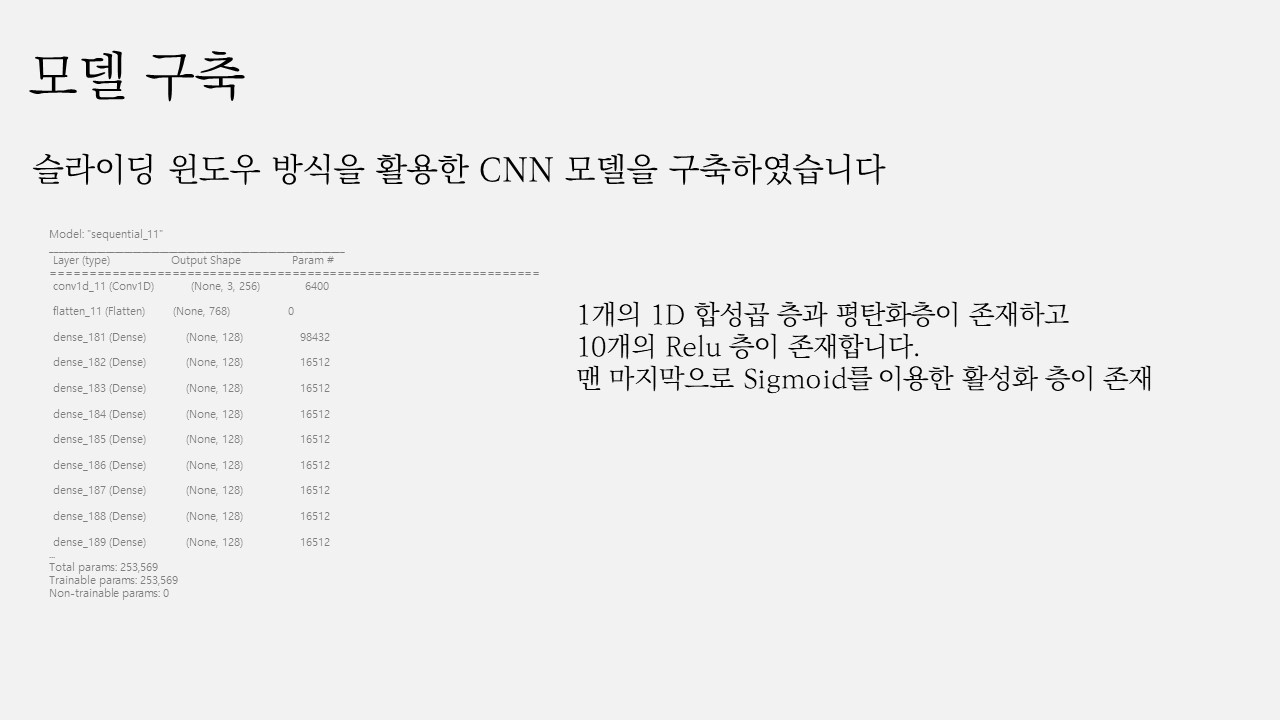 모델 구축
슬라이딩 윈도우 방식을 활용한 CNN 모델을 구축하였습니다
Model: "sequential_11"
_________________________________________________________________
Layer (type) Output Shape Param #
=================================================================
conv1d_11 (Conv1D) (None, 3, 256) 6400
flatten_11 (Flatten) (None, 768) 0
dense_181 (Dense) (None, 128) 98432
dense_182 (Dense) (None, 128) 16512
dense_183 (Dense) (None, 128) 16512
dense_184 (Dense) (None, 128) 16512
dense_185 (Dense) (None, 128) 16512
dense_186 (Dense) (None, 128) 16512
dense_187 (Dense) (None, 128) 16512
dense_188 (Dense) (None, 128) 16512
dense_189 (Dense) (None, 128) 16512
...
Total params: 253,569
Trainable params: 253,569
Non-trainable params: 0
1개의 1D 합성곱 층과 평탄화층이 존재하고
10개의 Relu 층이 존재합니다.
맨 마지막으로 Sigmoid를 이용한 활성화 층이 존재